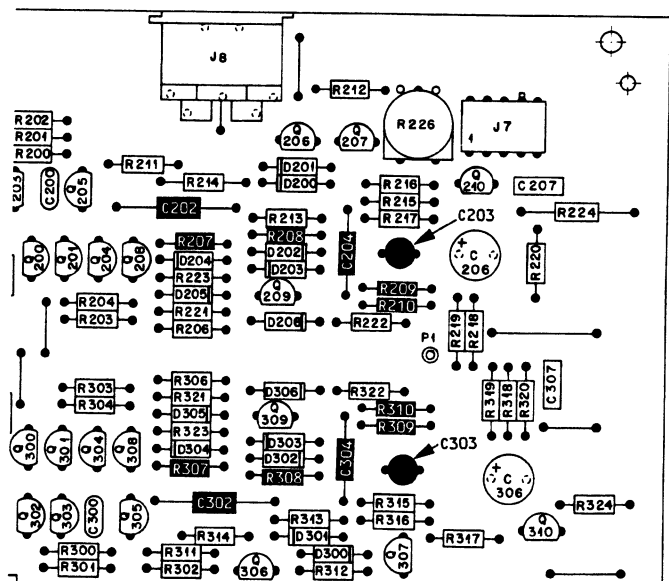 J8
R212
R202
R201
R200
Q 206
Q 207
R226
J7
1
R211
D201
D200
R214
203
C200
Q 205
R216
R215
R217
Q 210
C207
C202
R213
C203
R224
R207
R208
C204
Q 200
Q 201
Q 204
Q 208
D204
D202
R223
D203
+ C 206
R220
D205
Q 209
R209
R210
R204
R203
R221
R206
D206
R222
R219
R218
P1
R303
R304
R306
R321
D305
R323
D304
R307
D306
R322
R319
R318
R320
C307
Q 309
R310
R309
Q 300
Q 301
Q 304
Q 308
D303
D302
R308
C304
C303
+ C 306
C302
R315
R316
R324
Q 302
Q 303
C300
Q 305
R313
R314
D301
R317
Q 310
R300
R301
R311
R302
Q 306
D300
R312
Q 307